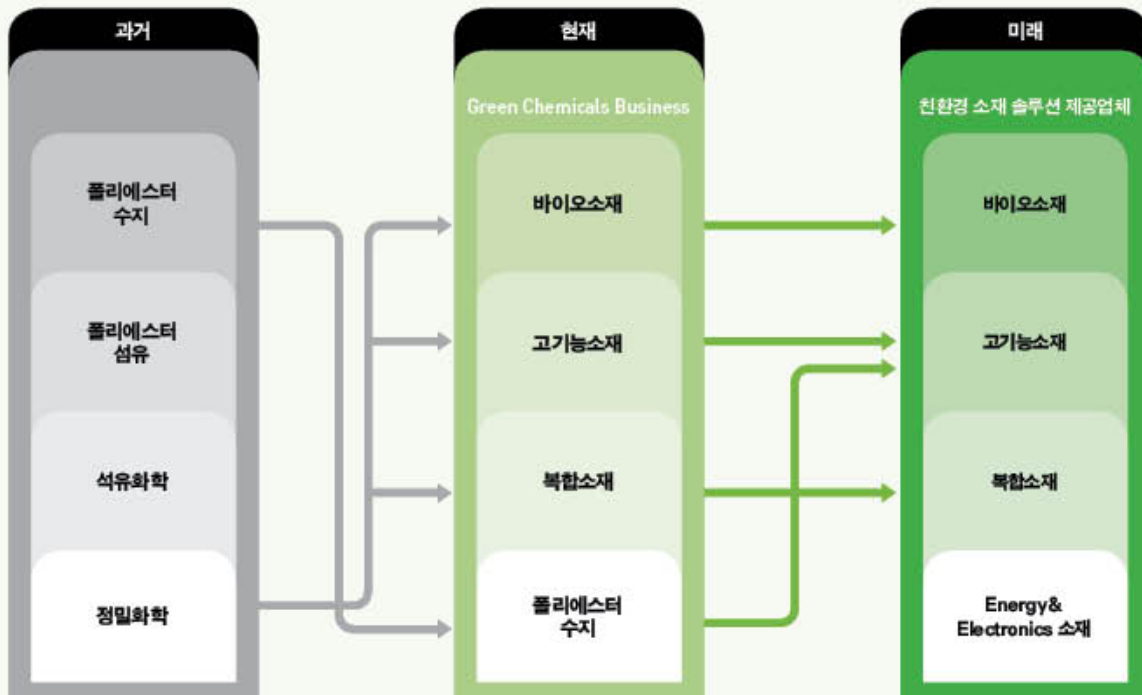 과거
폴리에스터
수지
폴리에스터
섬유
석유화학
정밀화학
현재
Green Chemicals Business
바이오소재
고기능소재
복합소재
폴리에스터
수지
미래
친환경 소재 솔루션 제공업체
바이오소재
고기능소재
복합소재
Energy&
Electronics 소재